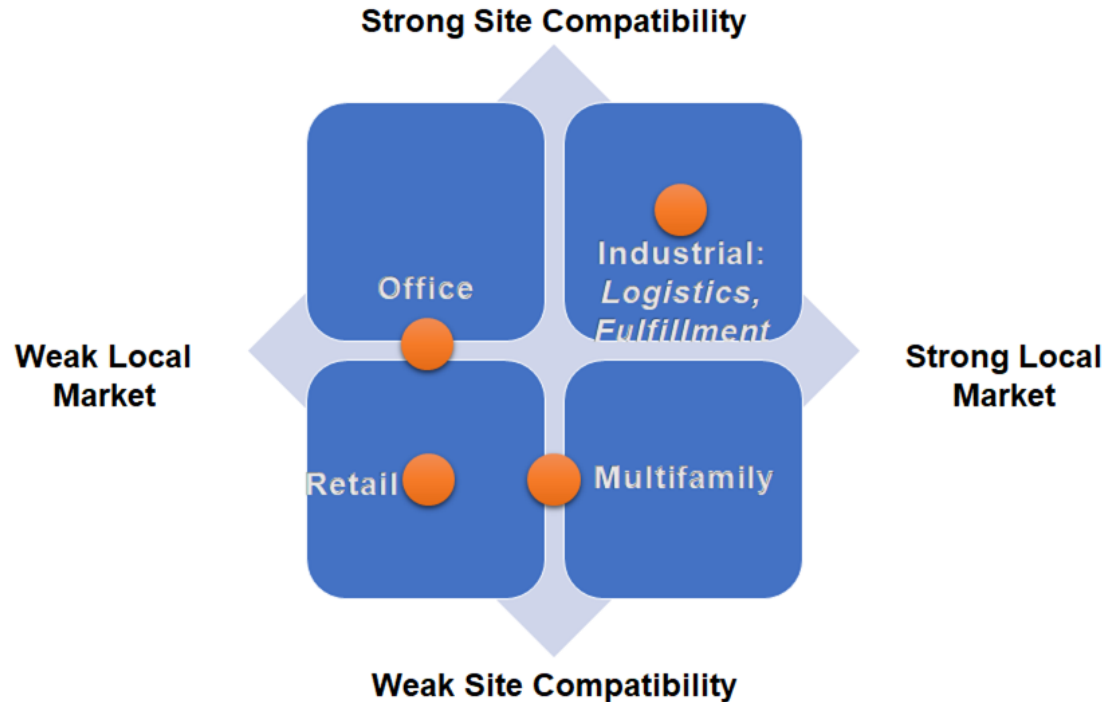 Strong Site Compatibility
Industrial:
Logistics,
Fulfillment
Office
Weak Local
Market
Strong Local
Market
Retail
Multifamily
Weak Site Compatibility